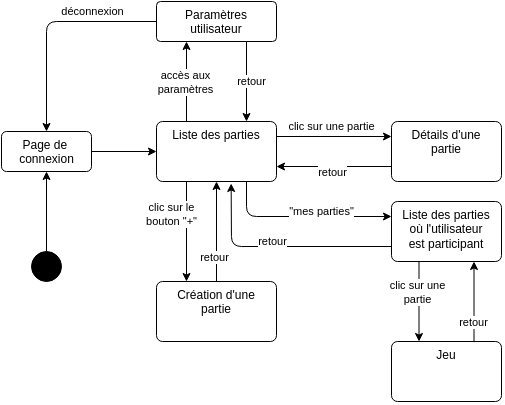 déconnexion
Paramètres
utilisateur
accès aux
paramètres
retour
Page de
connexion
Liste des parties
clic sur une partie
retour
Détails d'une
partie
clic sur le
bouton "+"
retour
"mes parties"
retour
Liste des parties
où l'utilisateur
est participant
Création d'une
partie
clic sur une
partie
retour
Jeu